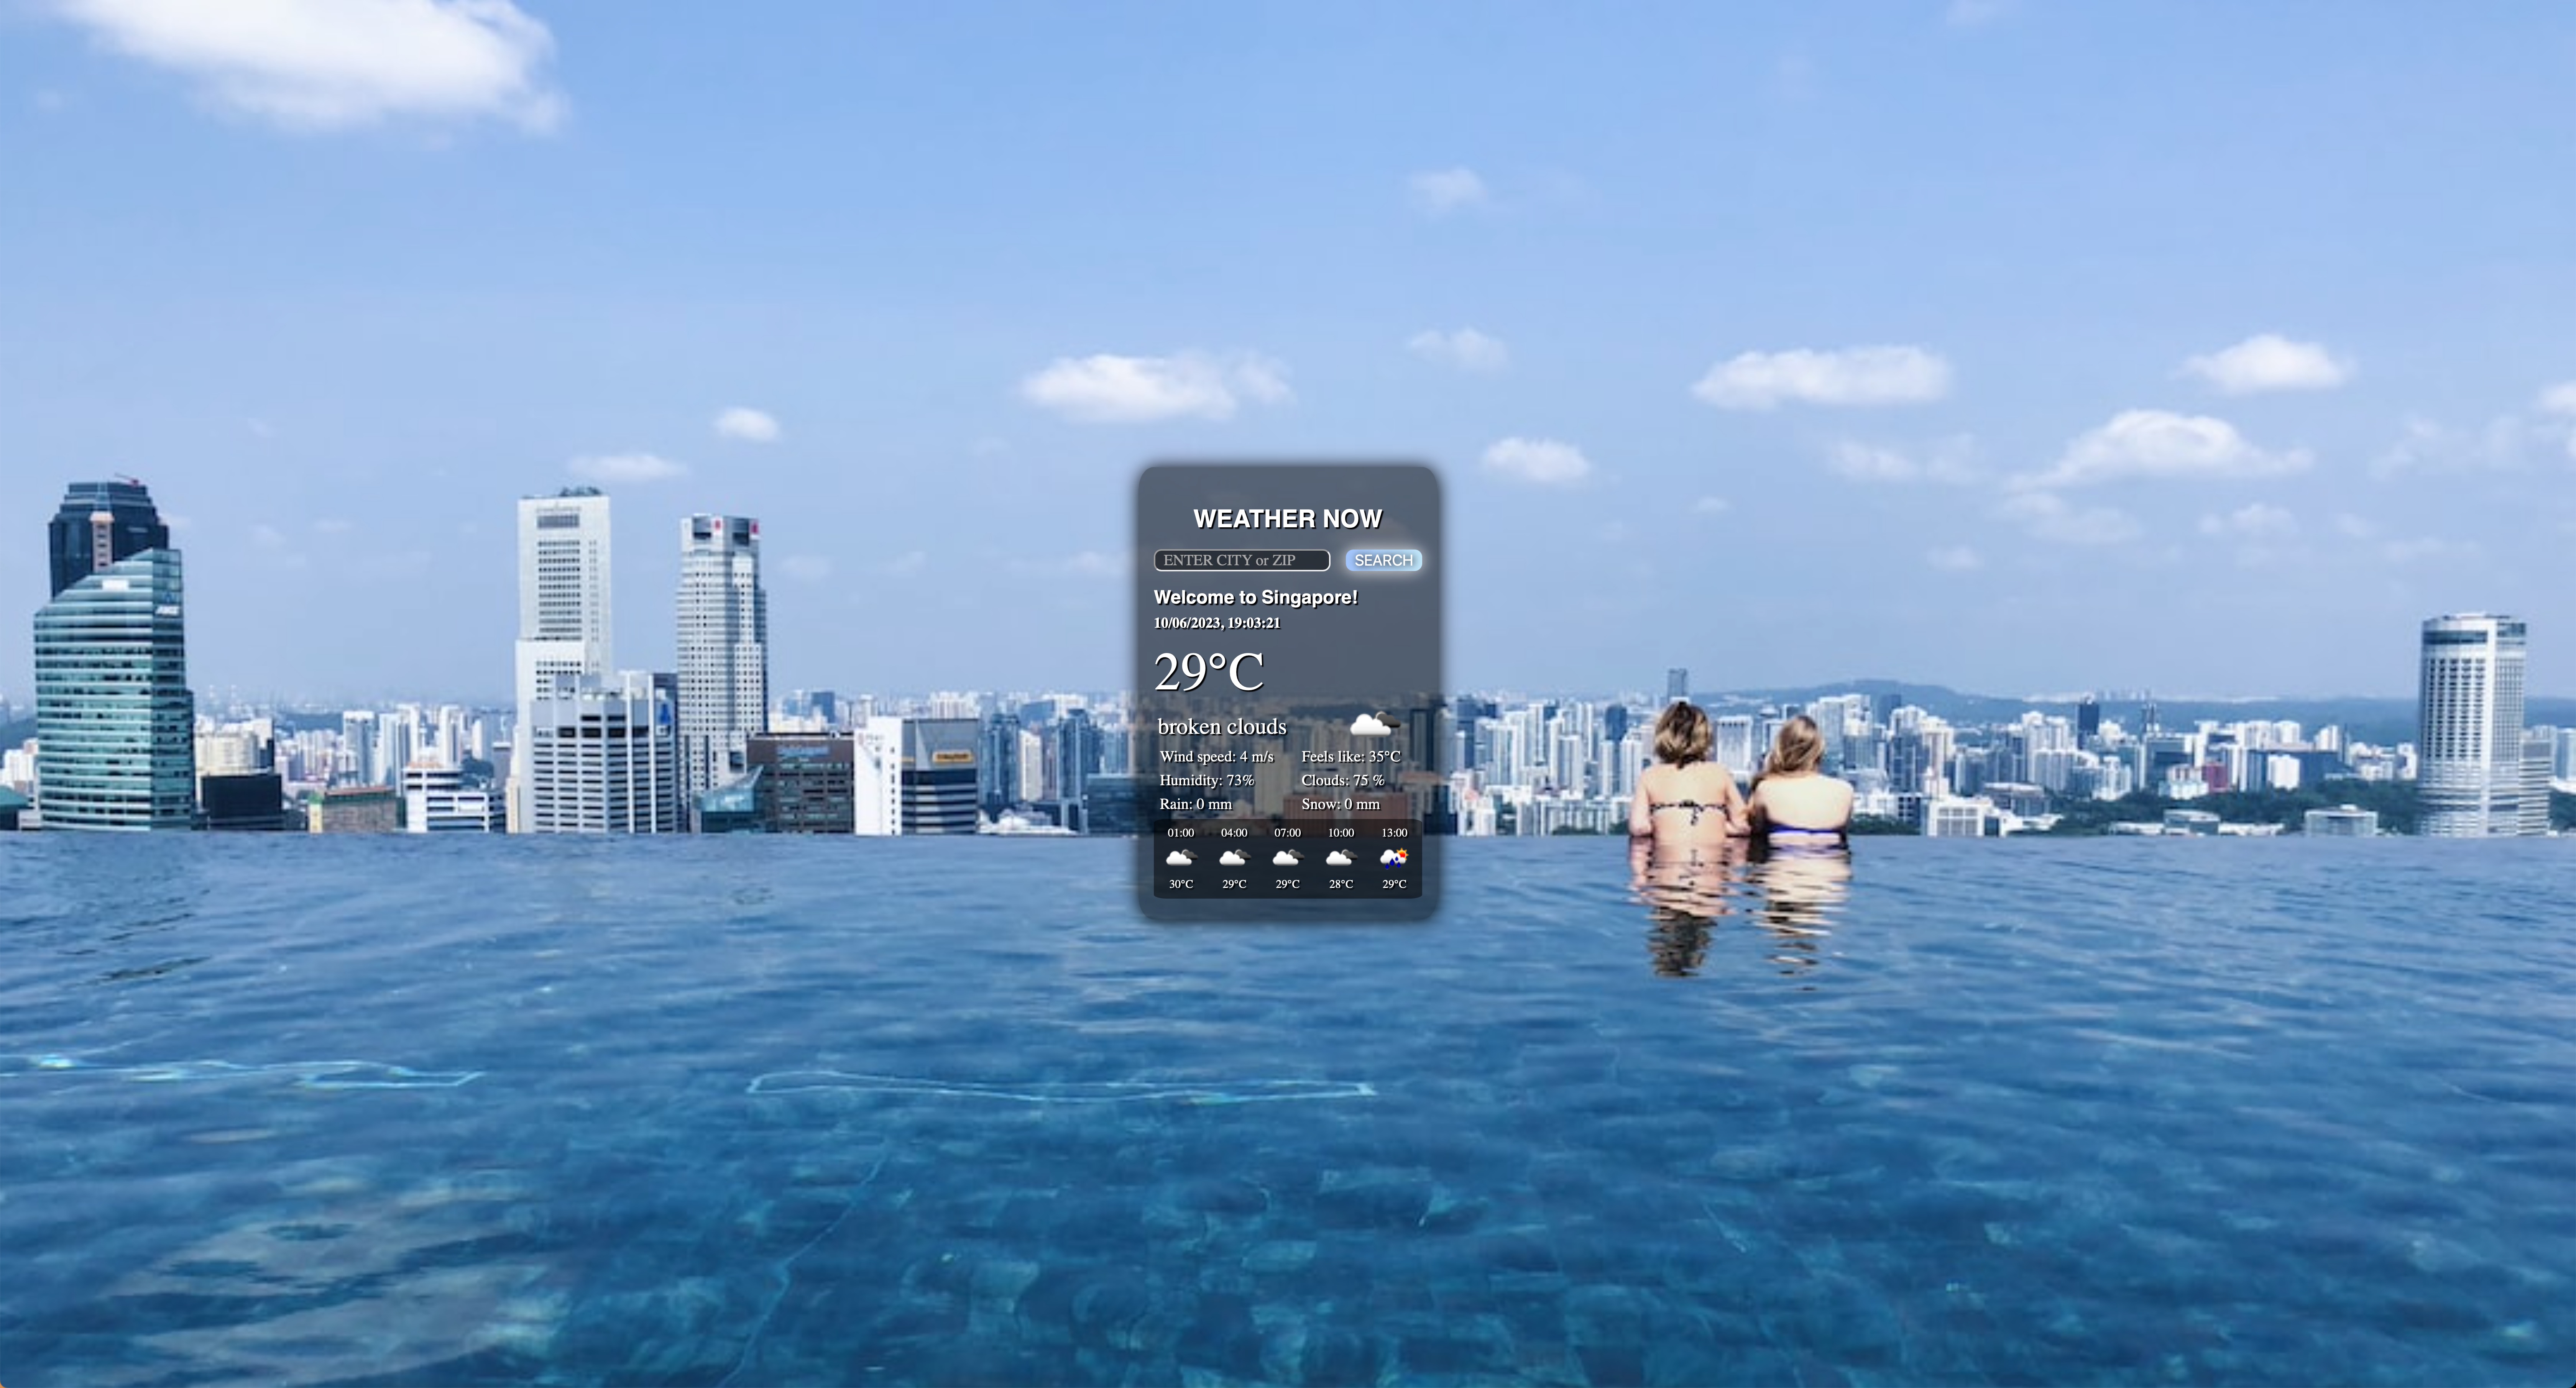 WEATHER NOW
ENTER CITY or ZIP SEARCH
Welcome to Singapore!
10/06/2023, 19:03:21
29°C
broken clouds
Wind speed: 4 m/s Feels like: 35°C
Humidity: 73% Clouds: 75 %
Rain: 0 mm Snow: 0 mm
01:00 04:00 07:00 10:00 13:00
30°C 29°C 29°C 28°C 29°C